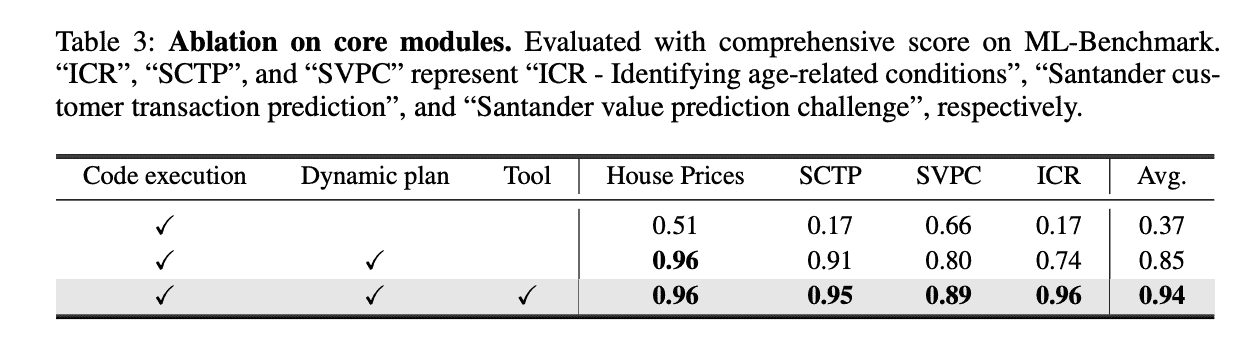 Table 3: Ablation on core modules. Evaluated with comprehensive score on ML-Benchmark.
“ICR”, “SCTP”, and “SVPC” represent “ICR - Identifying age-related conditions”, “Santander cus-
tomer transaction prediction”, and “Santander value prediction challenge”, respectively.
Code execution Dynamic plan Tool House Prices SCTP SVPC ICR Avg.
✓ 0.51 0.17 0.66 0.17 0.37
✓ ✓ 0.96 0.91 0.80 0.74 0.85
✓ ✓ ✓ 0.96 0.95 0.89 0.96 0.94